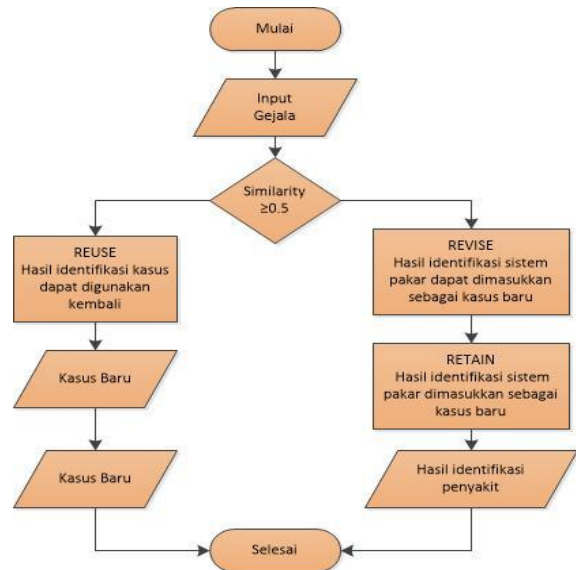 Mulai
Input
Gejala
Similarity
≥0.5
REUSE
Hasil identifikasi kasus
dapat digunakan
kembali
Kasus Baru
Kasus Baru
REVISE
Hasil identifikasi sistem
pakar dapat dimasukkan
sebagai kasus baru
RETAIN
Hasil identifikasi sistem
pakar dimasukkan sebagai
kasus baru
Hasil identifikasi
penyakit
Selesai